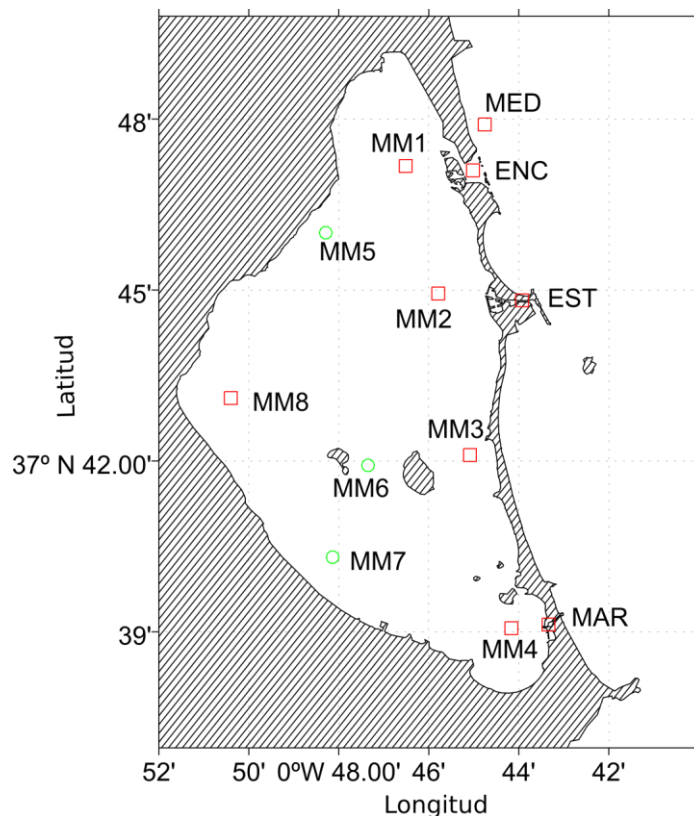 48'
MED
MM1
ENC
MM5
45'
EST
MM2
Latitud
MM8
MM3
37º N 42.00'
MM6
MM7
MAR
39'
MM4
52'
50'
0ºW 48.00'
46'
44'
42'
Longitud